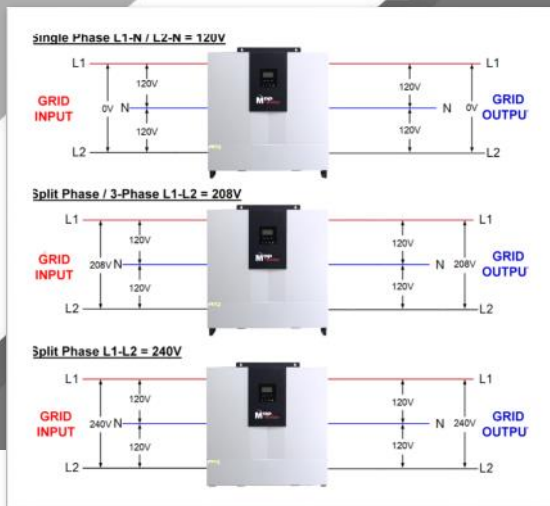 Single Phase L1-N / L2-N = 120V
L1
120V
GRID
INPUT
0V
N
120V
L2
L1
120V
0V
N
GRID
OUTPU
120V
L2
Split Phase / 3-Phase L1-L2 = 208V
L1
120V
GRID
INPUT
208V
N
120V
L2
L1
120V
N
208V
GRID
OUTPU
120V
L2
Split Phase L1-L2 = 240V
L1
120V
GRID
INPUT
240V
N
120V
L2
L1
120V
N
240V
GRID
OUTPU
120V
L2